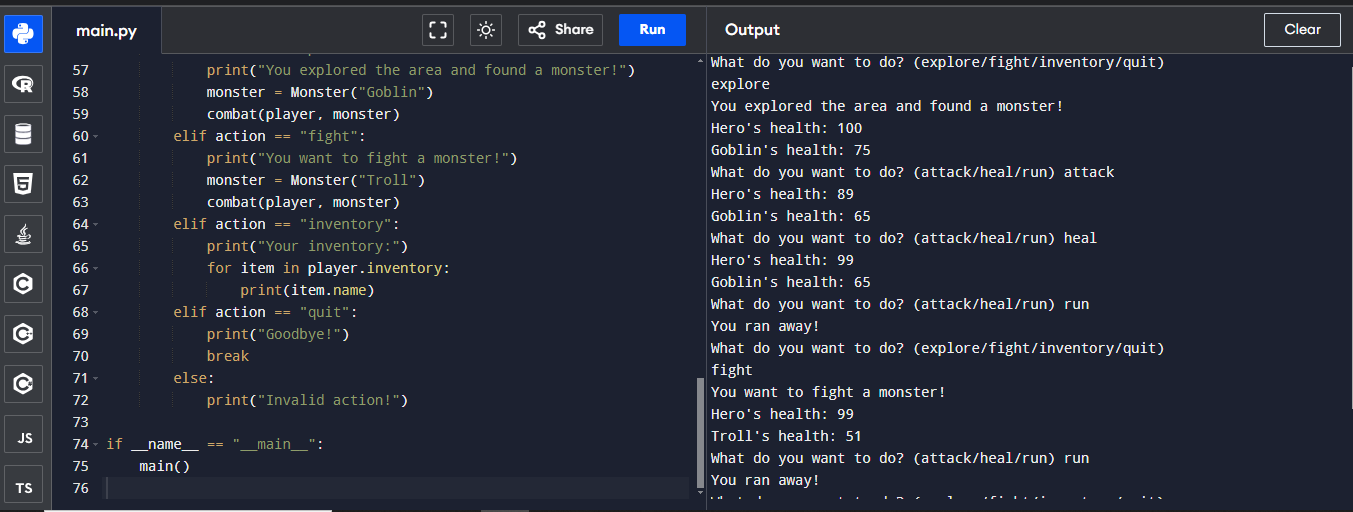 main.py
Share
Run
Output
Clear
57 print("You explored the area and found a monster!")
58 monster = Monster("Goblin")
59 combat(player, monster)
60 elif action == "fight":
61 print("You want to fight a monster!")
62 monster = Monster("Troll")
63 combat(player, monster)
64 elif action == "inventory":
65 print("Your inventory:")
66 for item in player.inventory:
67 print(item.name)
68 elif action == "quit":
69 print("Goodbye!")
70 break
71 else:
72 print("Invalid action!")
73
74 if __name__ == "__main__":
75 main()
76
What do you want to do? (explore/fight/inventory/quit)
explore
You explored the area and found a monster!
Hero's health: 100
Goblin's health: 75
What do you want to do? (attack/heal/run) attack
Hero's health: 89
Goblin's health: 65
What do you want to do? (attack/heal/run) heal
Hero's health: 99
Goblin's health: 65
What do you want to do? (attack/heal/run) run
You ran away!
What do you want to do? (explore/fight/inventory/quit)
fight
You want to fight a monster!
Hero's health: 99
Troll's health: 51
What do you want to do? (attack/heal/run) run
You ran away!
R
5
C
C
C
JS
TS